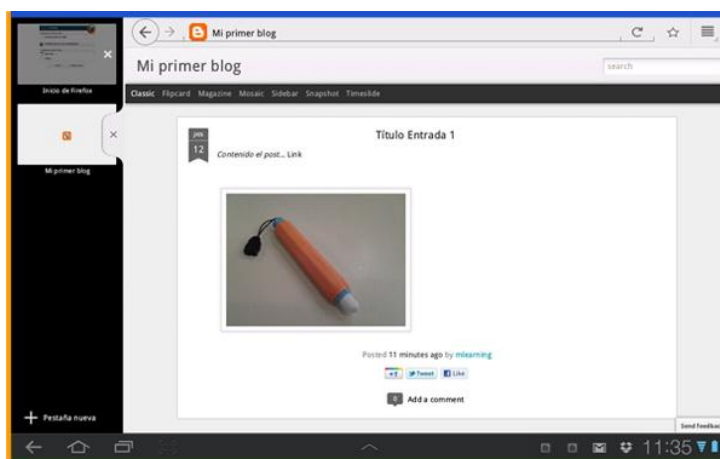 Mi primer blog
Mi primer blog
search
Inicio de Firefox
Classic Flipcard Magazine Mosaic Sidebar Snapshot Timeslide
JAN
12
Título Entrada 1
Contenido el post... Link
Mi primer blog
Posted 11 minutes ago by mlearning
+1 Tweet Like
0 Add a comment
Pestaña nueva
Send Feedbac
11:35